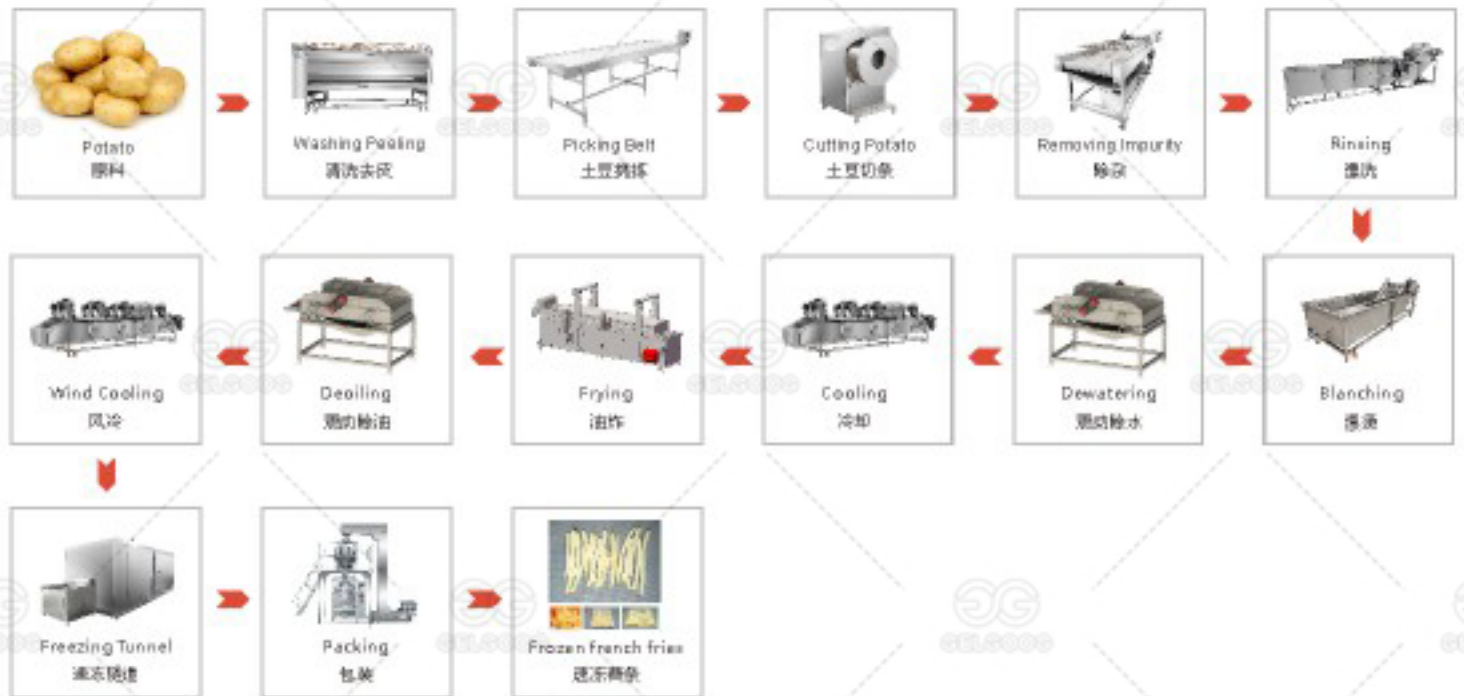 Potato
原料
Washing Peeling
清洗去皮
Picking Belt
土豆挑拣
Cutting Potato
土豆切条
Removing Impurity
除杂
Rinsing
漂洗
Blanching
漂烫
Dewatering
震动除水
Cooling
冷却
Frying
油炸
Deoiling
震动除油
Wind Cooling
风冷
Freezing Tunnel
速冻隧道
Packing
包装
Frozen french fries
速冻薯条
GELGOOG